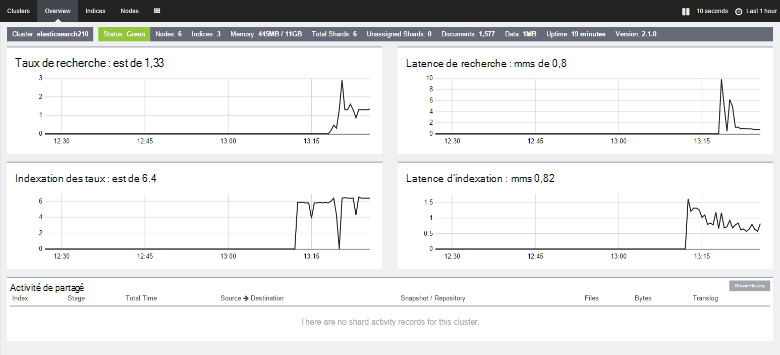 Clusters Overview Indices Nodes 10 seconds Last 1 hour
Cluster elasticsearch210 Status Green Nodes 6 Indices 3 Memory 445MB / 11GB Total Shards 6 Unassigned Shards 0 Documents 1,577 Data 1MB Uptime 19 minutes Version 2.1.0
Taux de recherche : est de 1,33
3
2
1
0
12:30 12:45 13:00 13:15
Latence de recherche : mms de 0,8
10
8
6
4
2
0
12:30 12:45 13:00 13:15
Indexation des taux : est de 6.4
6
4
2
0
12:30 12:45 13:00 13:15
Latence d'indexation : mms 0,82
1.5
1
0.5
0
12:30 12:45 13:00 13:15
Activité de partagé
Show History
Index Stage Total Time Source ➔ Destination Snapshot / Repository Files Bytes Translog
There are no shard activity records for this cluster.